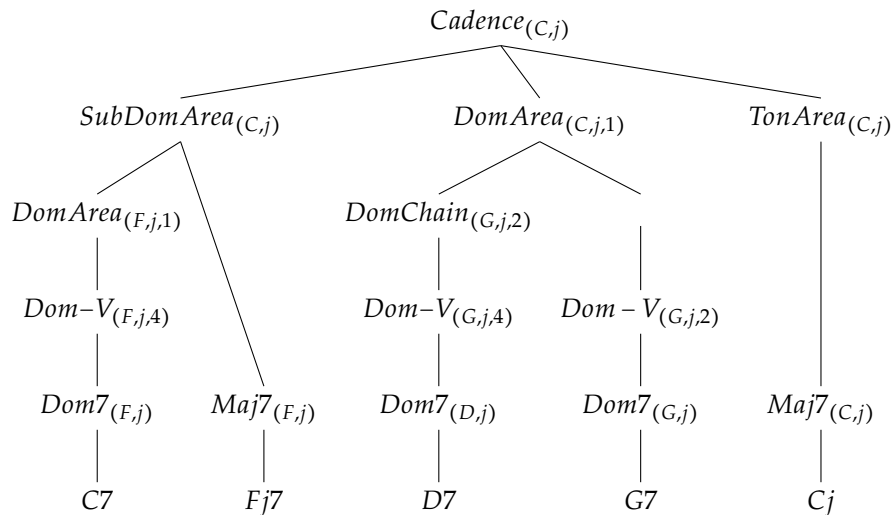 Cadence(C,j)
SubDomArea(C,j) DomArea(C,j,1) TonArea(C,j)
DomArea(F,j,1) DomChain(G,j,2)
Dom−V(F,j,4) Dom−V(G,j,4) Dom − V(G,j,2)
Dom7(F,j) Maj7(F,j) Dom7(D,j) Dom7(G,j) Maj7(C,j)
C7 Fj7 D7 G7 Cj